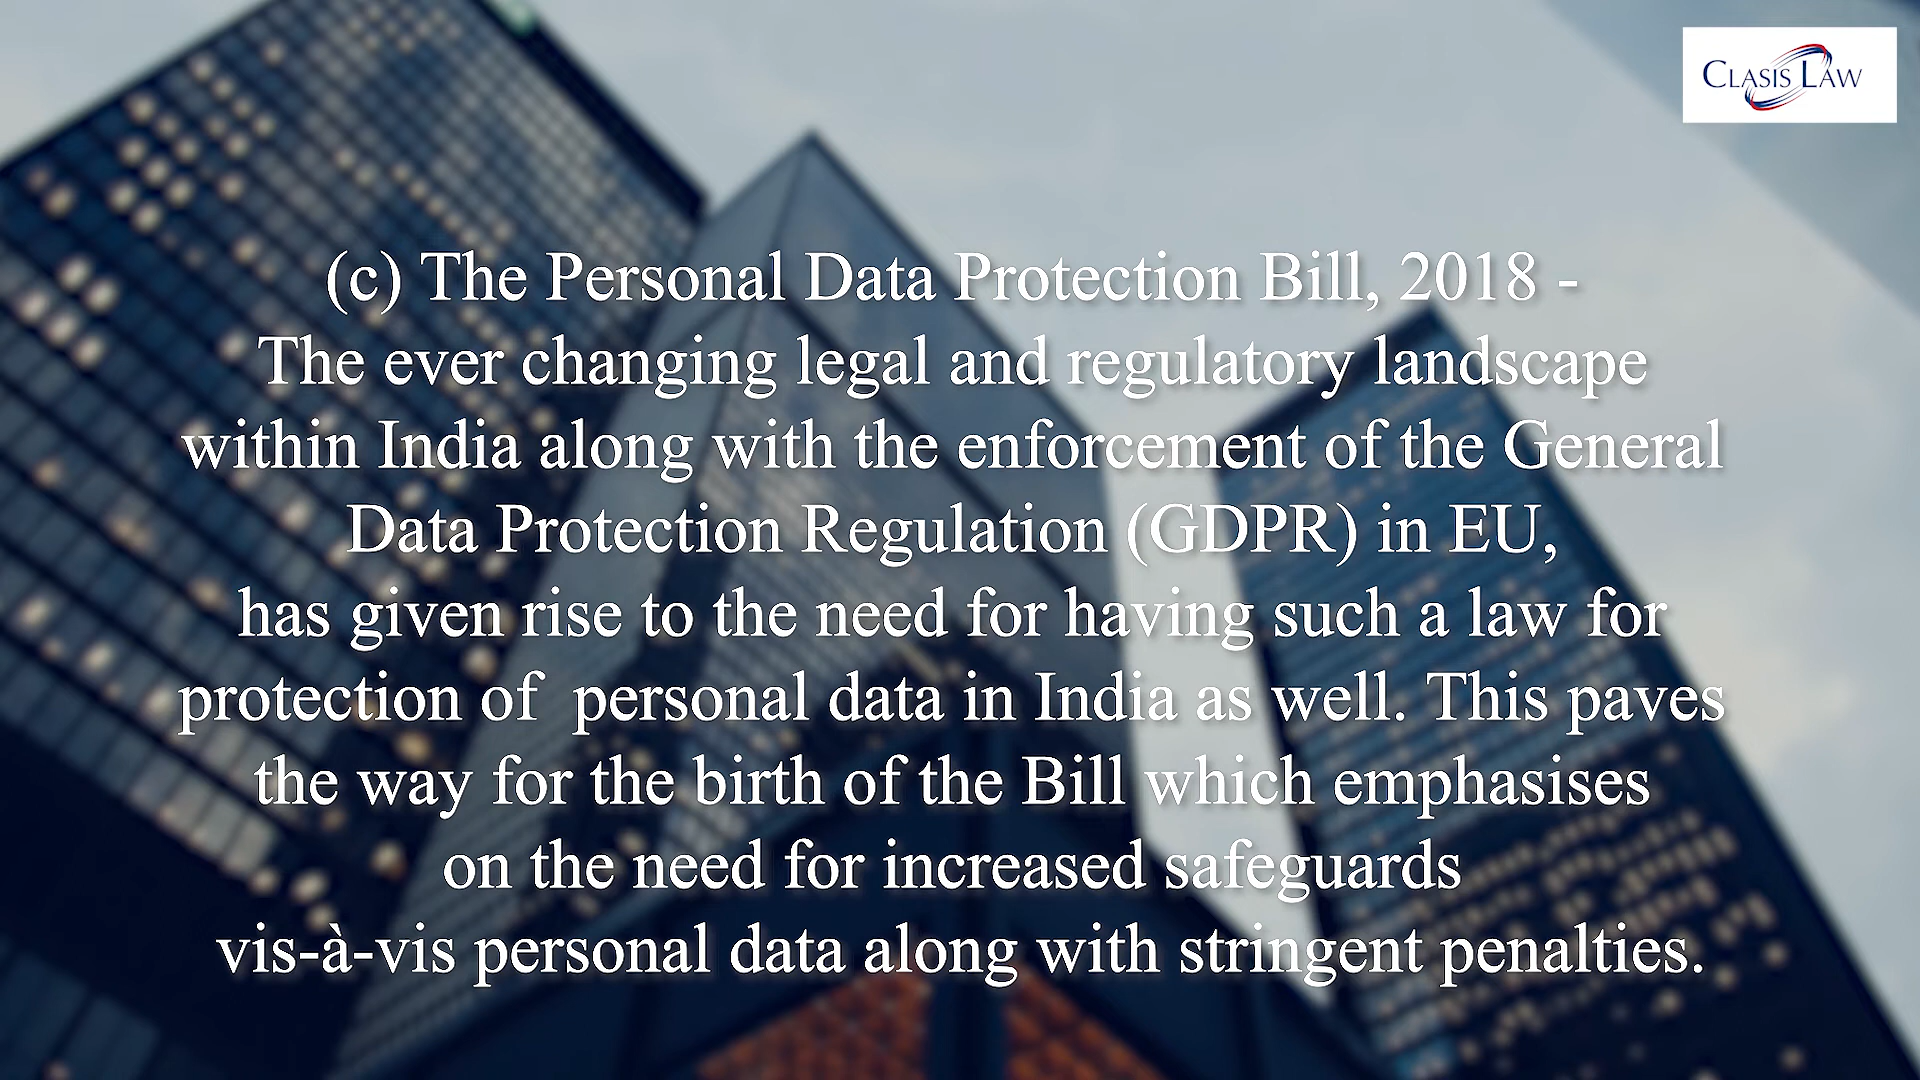 CLASIS LAW
(c) The Personal Data Protection Bill, 2018 -
The ever changing legal and regulatory landscape
within India along with the enforcement of the General
Data Protection Regulation (GDPR) in EU,
has given rise to the need for having such a law for
protection of  personal data in India as well. This paves
the way for the birth of the Bill which emphasises
on the need for increased safeguards
vis-à-vis personal data along with stringent penalties.